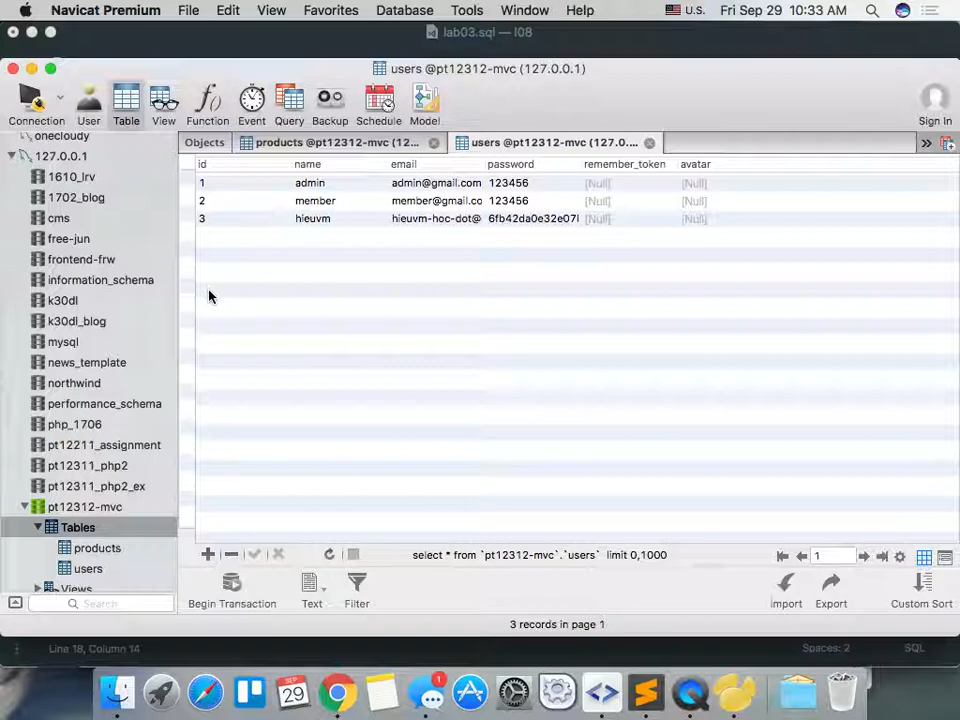 Navicat Premium File Edit View Favorites Database Tools Window Help U.S. Fri Sep 29 10:33 AM
lab03.sql — l08
users @pt12312-mvc (127.0.0.1)
Connection User Table View Function Event Query Backup Schedule Model Sign In
onecloudy
127.0.0.1
1610_lrv
1702_blog
cms
free-jun
frontend-frw
information_schema
k30dl
k30dl_blog
mysql
news_template
northwind
performance_schema
php_1706
pt12211_assignment
pt12311_php2
pt12311_php2_ex
pt12312-mvc
Tables
products
users
Views
Search
Objects products @pt12312-mvc (12... users @pt12312-mvc (127.0.... »
id name email password remember_token avatar
1 admin admin@gmail.com 123456 [Null] [Null]
2 member member@gmail.co 123456 [Null] [Null]
3 hieuvm hieuvm-hoc-dot@ 6fb42da0e32e07l [Null] [Null]
select * from `pt12312-mvc`.`users` limit 0,1000 1
Begin Transaction Text Filter Import Export Custom Sort
3 records in page 1
Line 18, Column 14 Spaces: 2 SQL
SEP
29
1